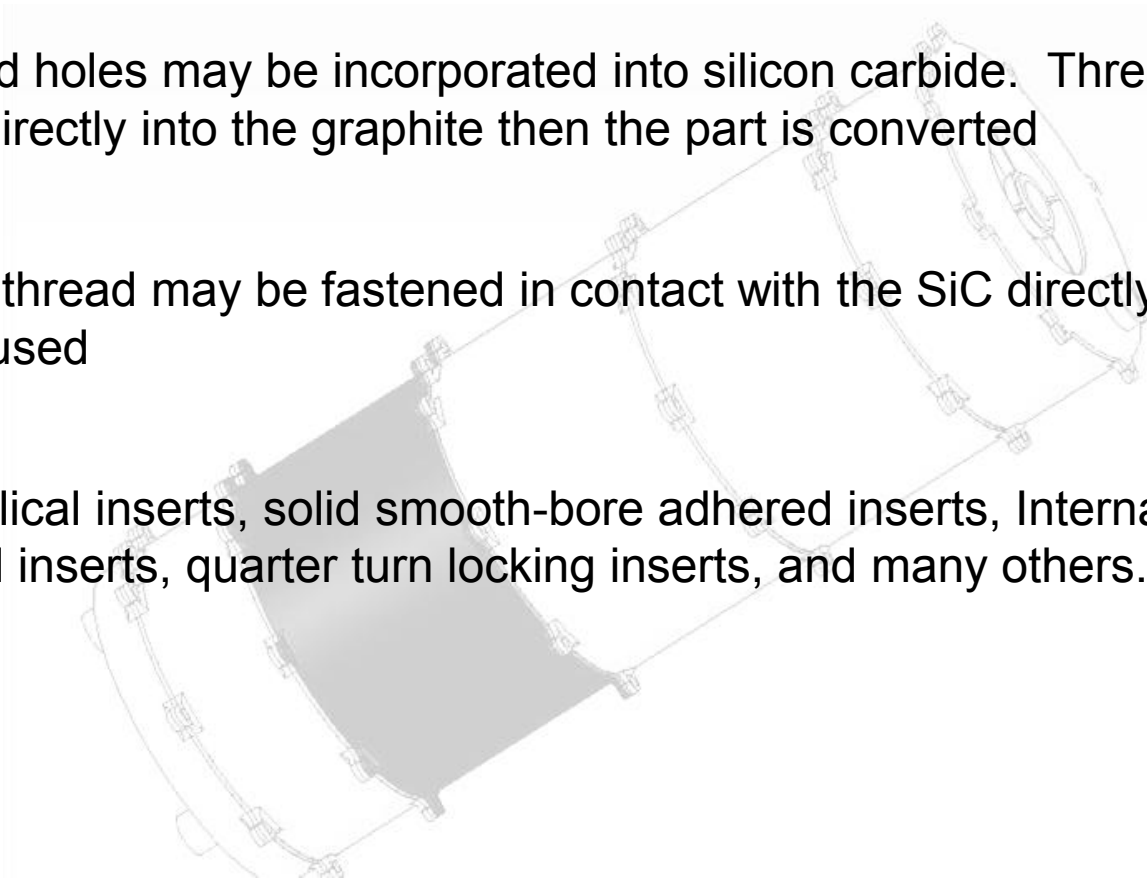 d holes may be incorporated into silicon carbide. Thre
irectly into the graphite then the part is converted
thread may be fastened in contact with the SiC directly
used
lical inserts, solid smooth-bore adhered inserts, Interna
l inserts, quarter turn locking inserts, and many others.